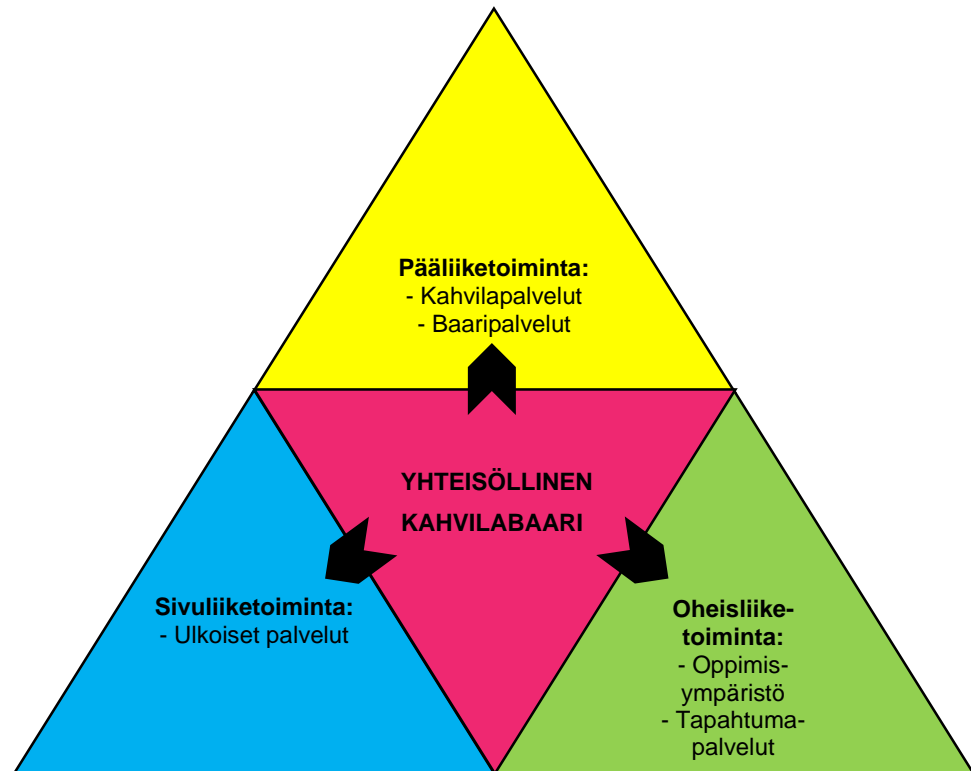 Pääliiketoiminta:
- Kahvilapalvelut
- Baaripalvelut
YHTEISÖLLINEN
KAHVILABAARI
Sivuliiketoiminta:
- Ulkoiset palvelut
Oheisliike-
toiminta:
- Oppimis-
ympäristö
- Tapahtuma-
palvelut